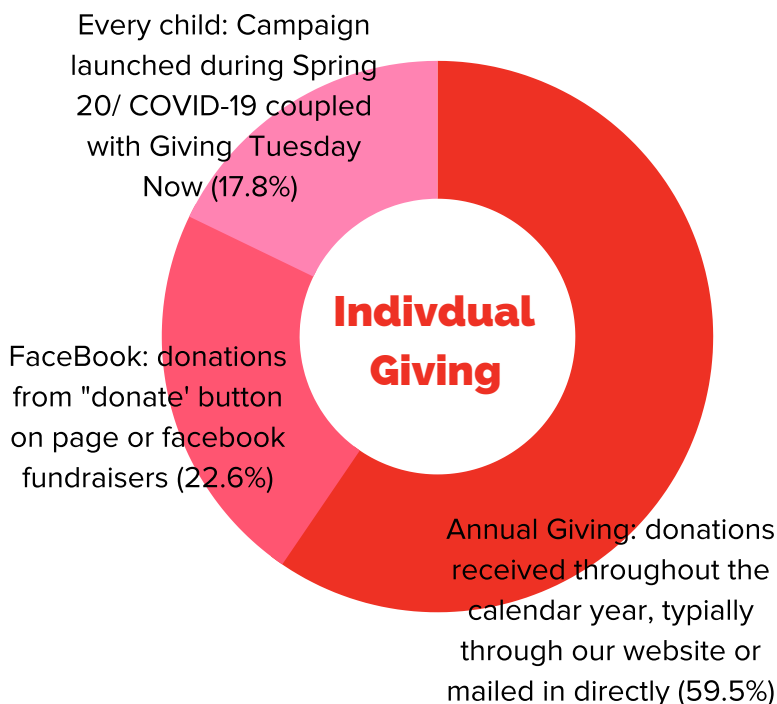 Every child: Campaign
launched during Spring
20/ COVID-19 coupled
with Giving  Tuesday
Now (17.8%)
Indivdual
Giving
FaceBook: donations
from "donate' button
on page or facebook
fundraisers (22.6%)
Annual Giving: donations
received throughout the
calendar year, typially
through our website or
mailed in directly (59.5%)